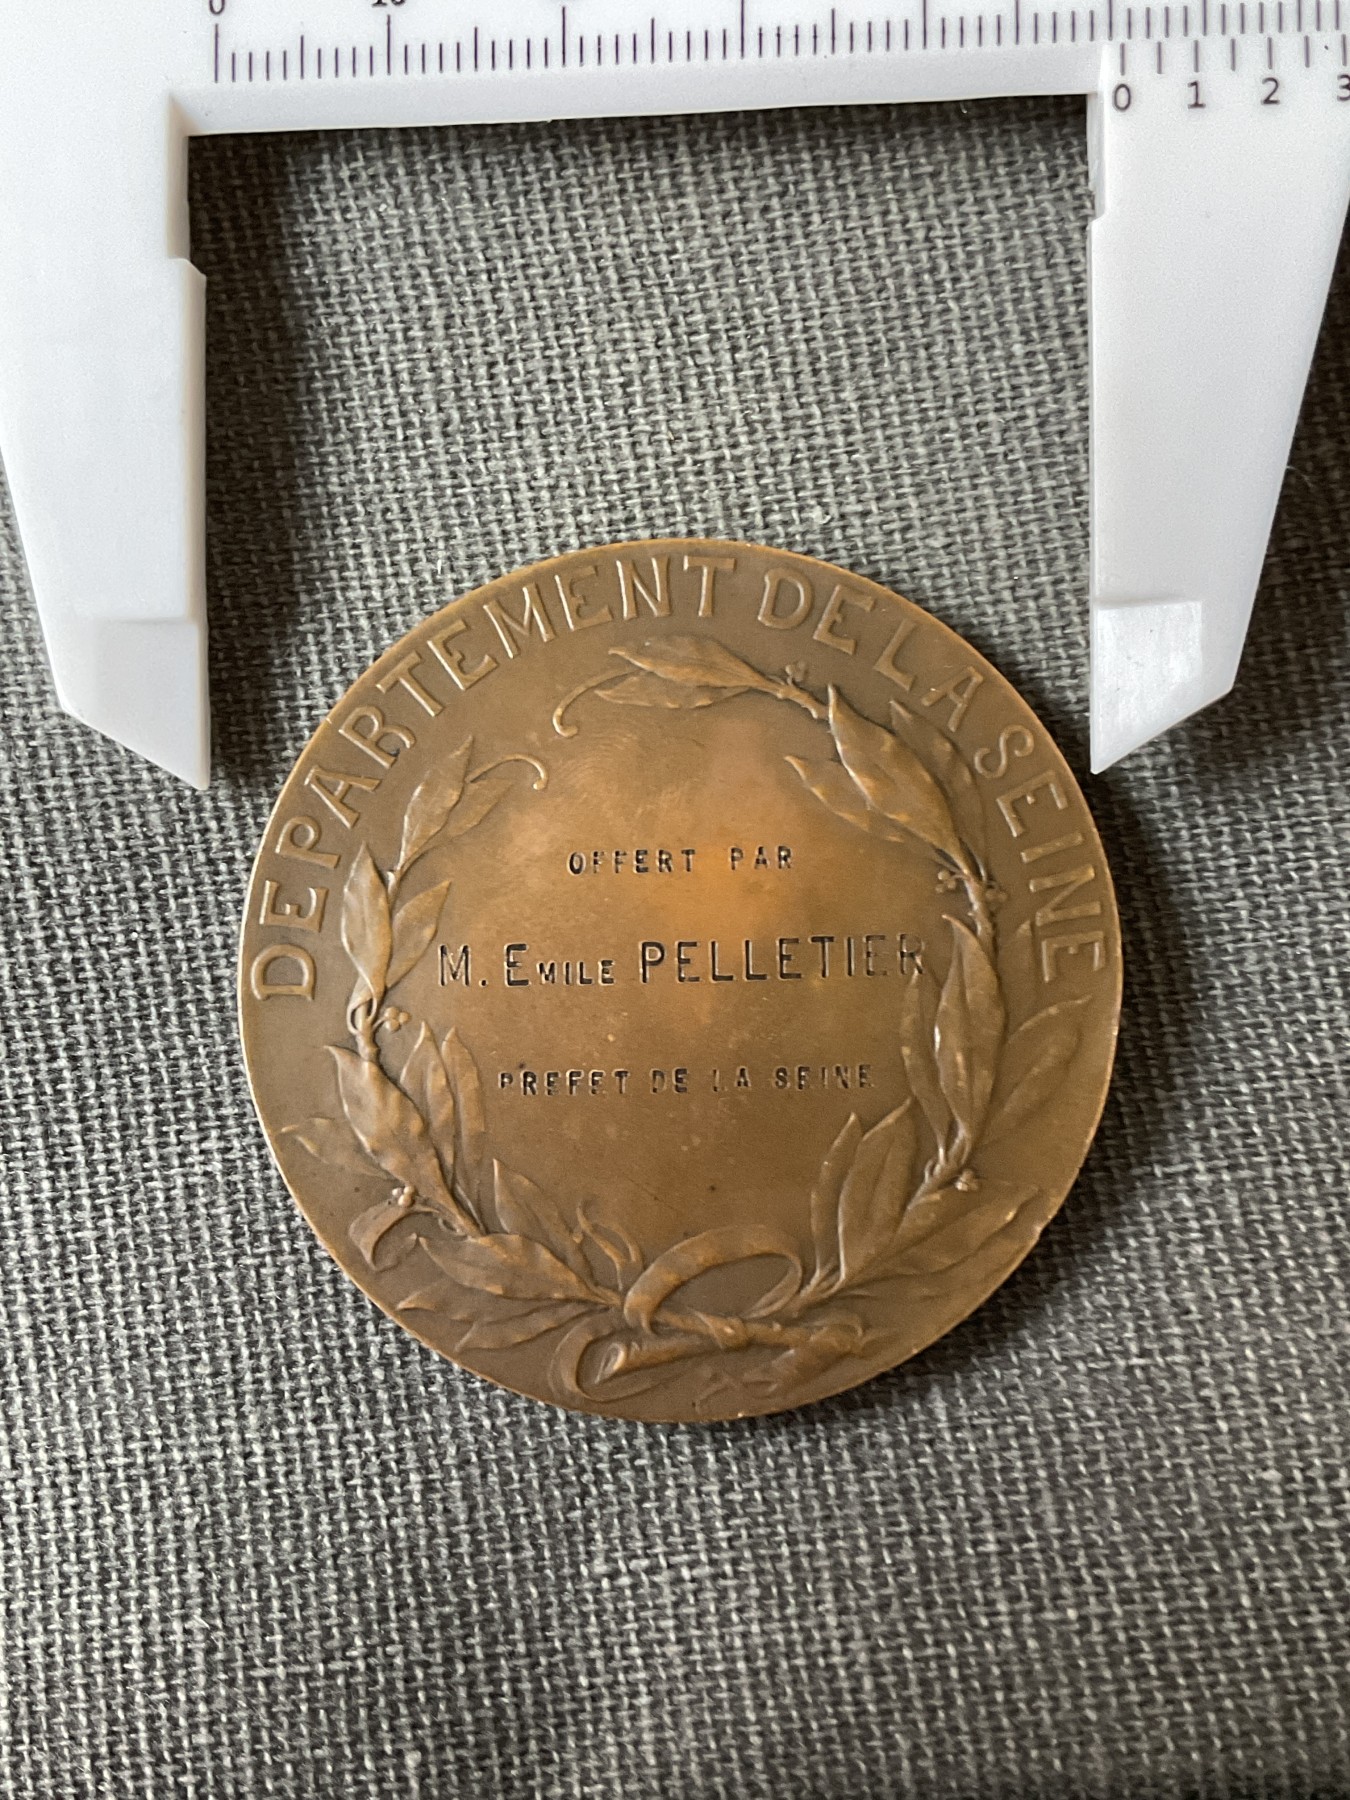 0 10
0 1 2 3
DEPARTEMENT DE LA SEINE
OFFERT PAR
M. EMILE PELLETIER
PREFET DE LA SEINE